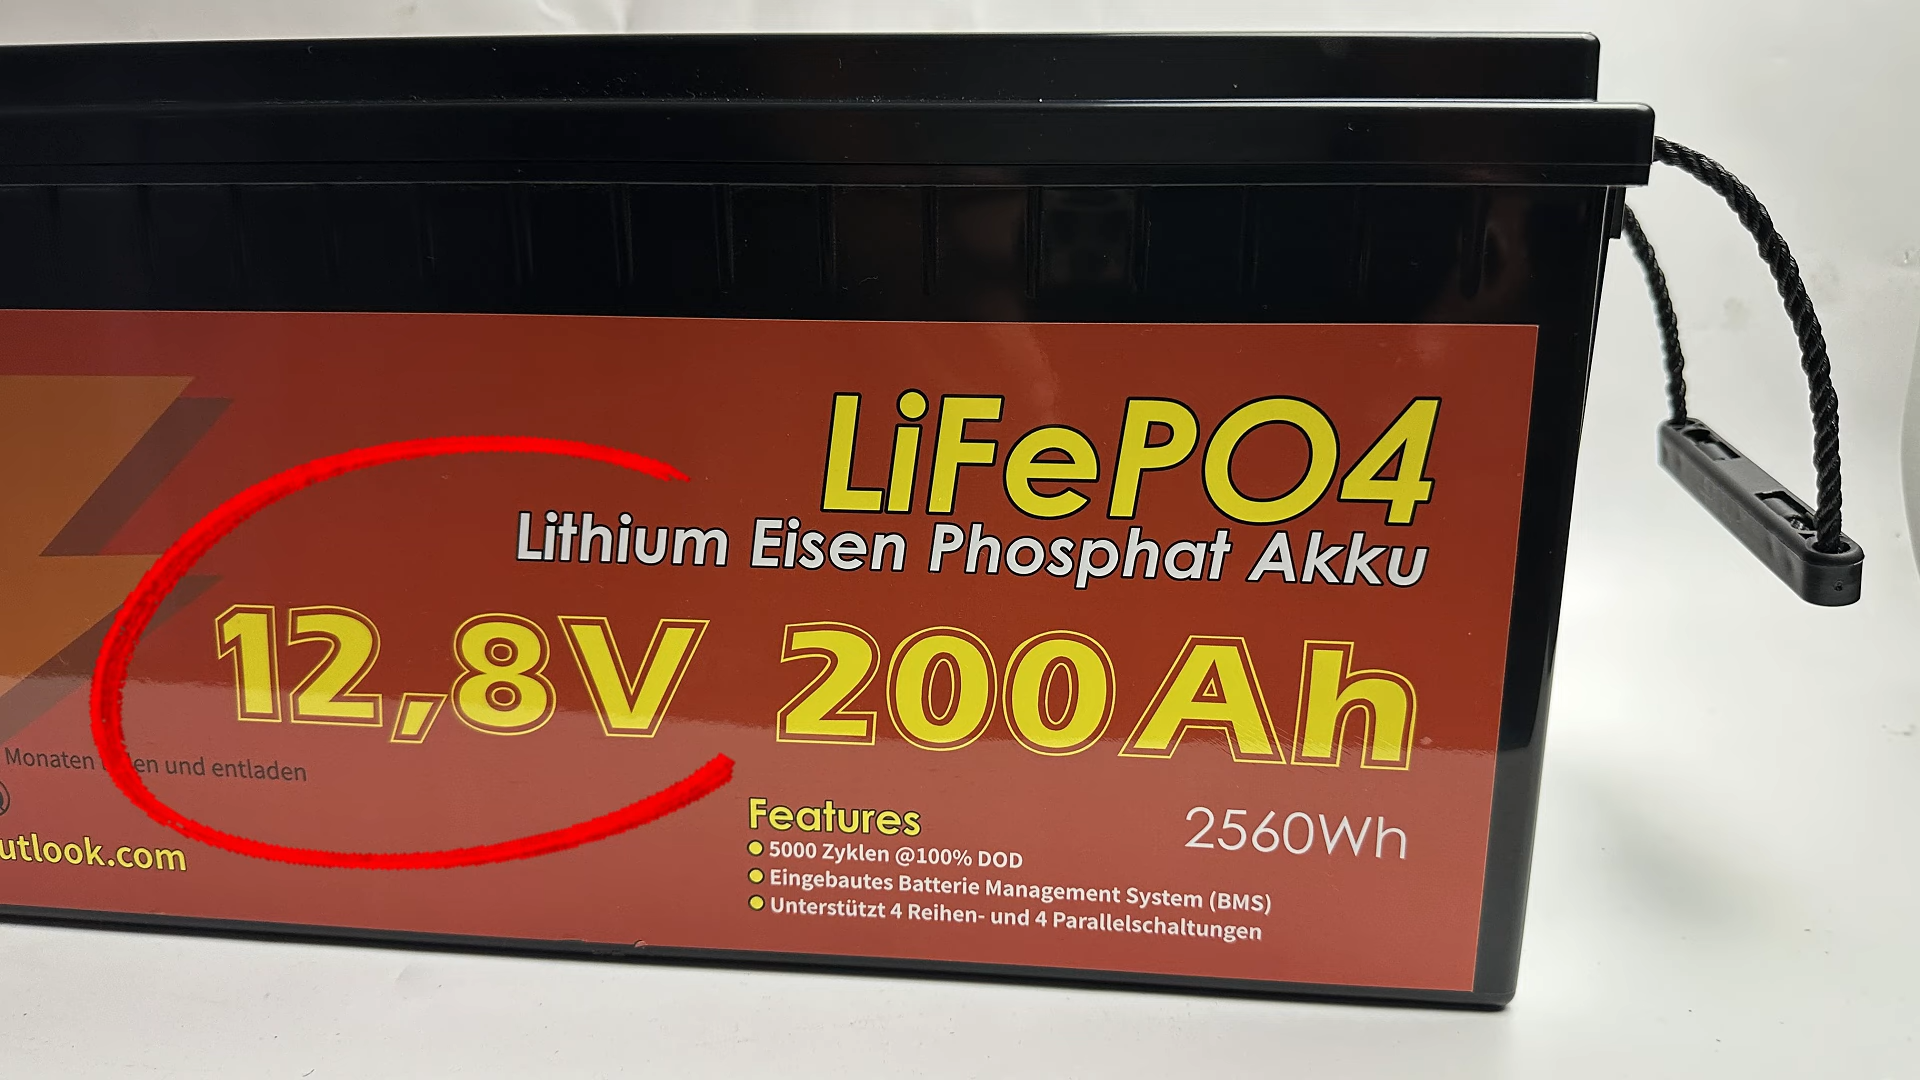 LiFePO4
Lithium Eisen Phosphat Akku
12,8V 200Ah
Monaten en und entladen
utlook.com
2560Wh
Features
5000 Zyklen @100% DOD
Eingebautes Batterie Management System (BMS)
Unterstützt 4 Reihen- und 4 Parallelschaltungen